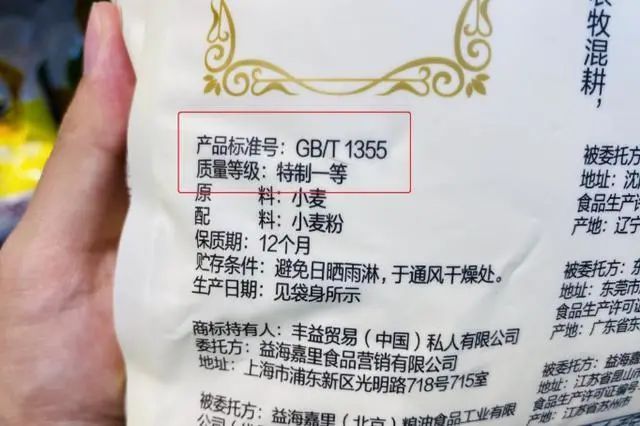 农牧混耕，
产品标准号：GB/T 1355
质量等级：特制一等
原　　料：小麦
配　　料：小麦粉
保质期：12个月
贮存条件：避免日晒雨淋，于通风干燥处。
生产日期：见袋身所示
商标持有人：丰益贸易（中国）私人有限公司
委托方：益海嘉里食品营销有限公司
地址：上海市浦东新区光明路718号715室
被委托方：益海嘉里（北京）粮油食品工业有限
被委托方：
地址：沈
食品生产许
产地：辽宁
被委托方：
地址：东莞市
食品生产许可
产地：广东省东
被委托方：益海
地址：江苏省昆山
食品生产许可证编号
产地：江苏省苏州市